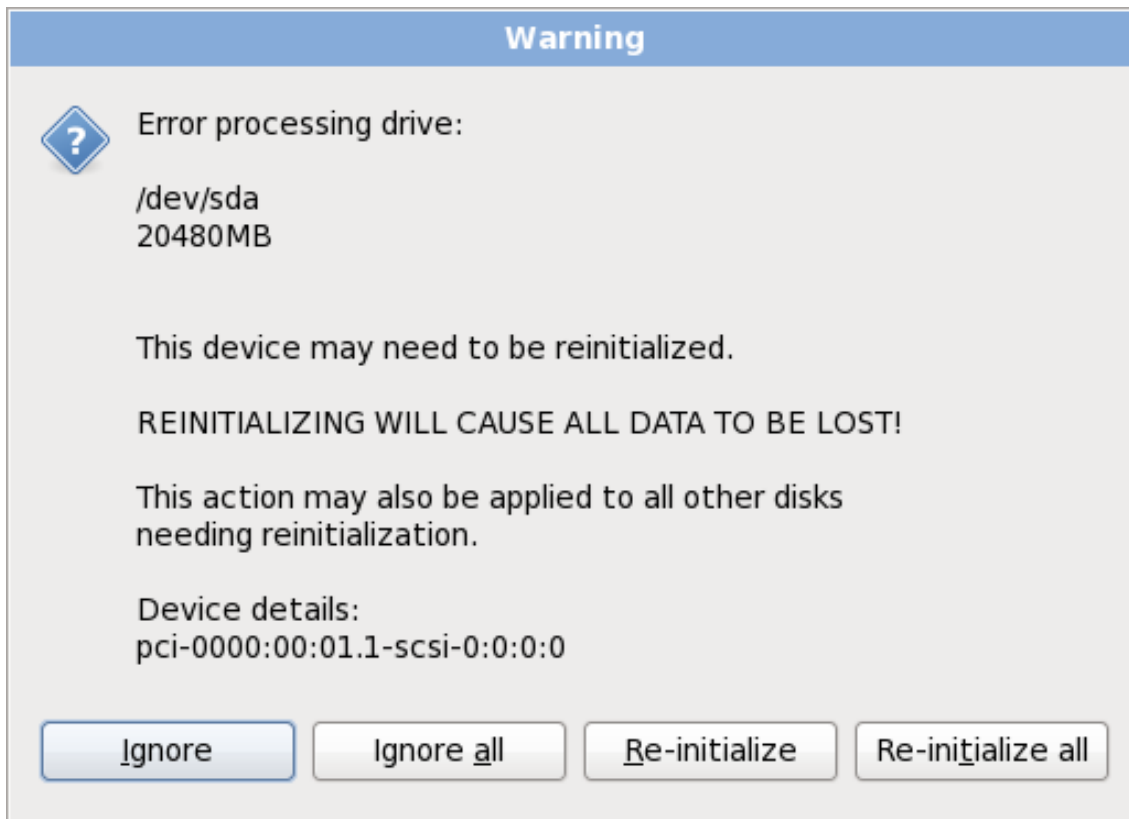 Warning
?
Error processing drive:
/dev/sda
20480MB
This device may need to be reinitialized.
REINITIALIZING WILL CAUSE ALL DATA TO BE LOST!
This action may also be applied to all other disks
needing reinitialization.
Device details:
pci-0000:00:01.1-scsi-0:0:0:0
Ignore
Ignore all
Re-initialize
Re-initialize all